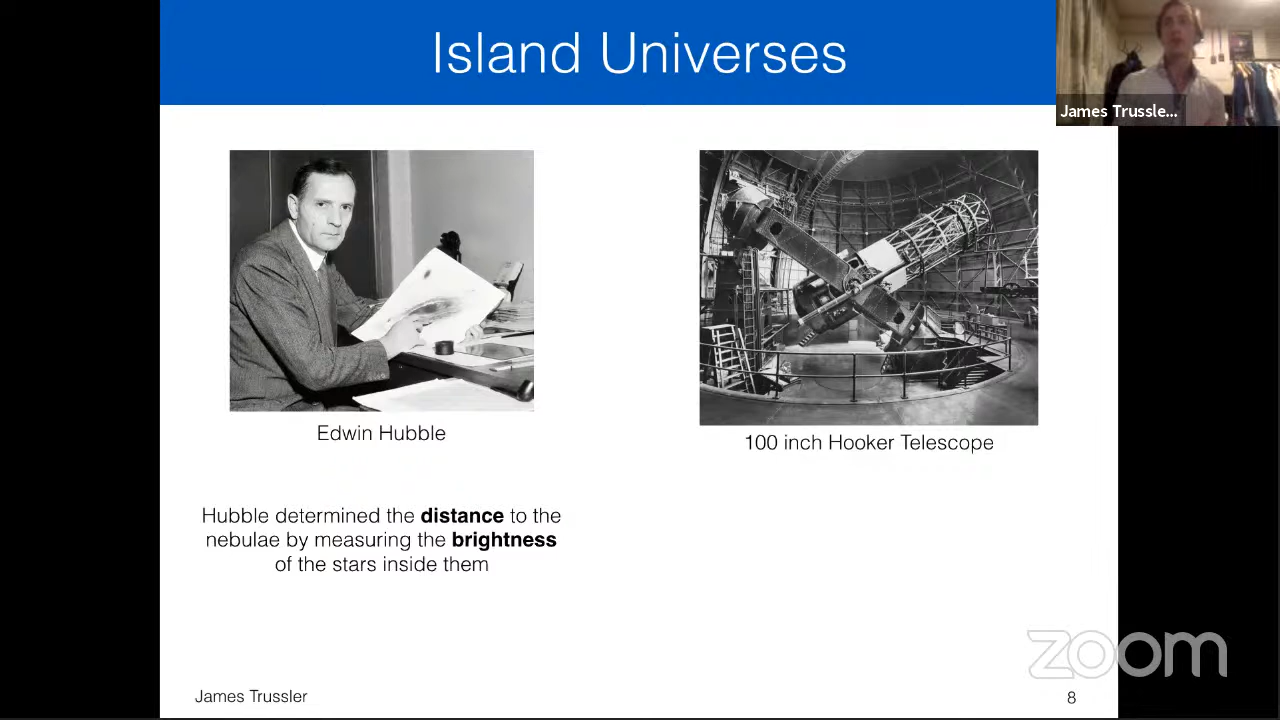 Island Universes
James Trussle...
Edwin Hubble
100 inch Hooker Telescope
Hubble determined the distance to the
nebulae by measuring the brightness
of the stars inside them
zoom
James Trussler
8